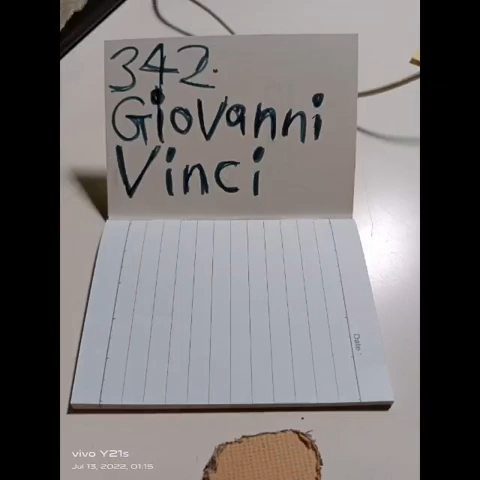 342.
Giovanni
Vinci
Date:
vivo Y21s
Jul 13, 2022, 01:15